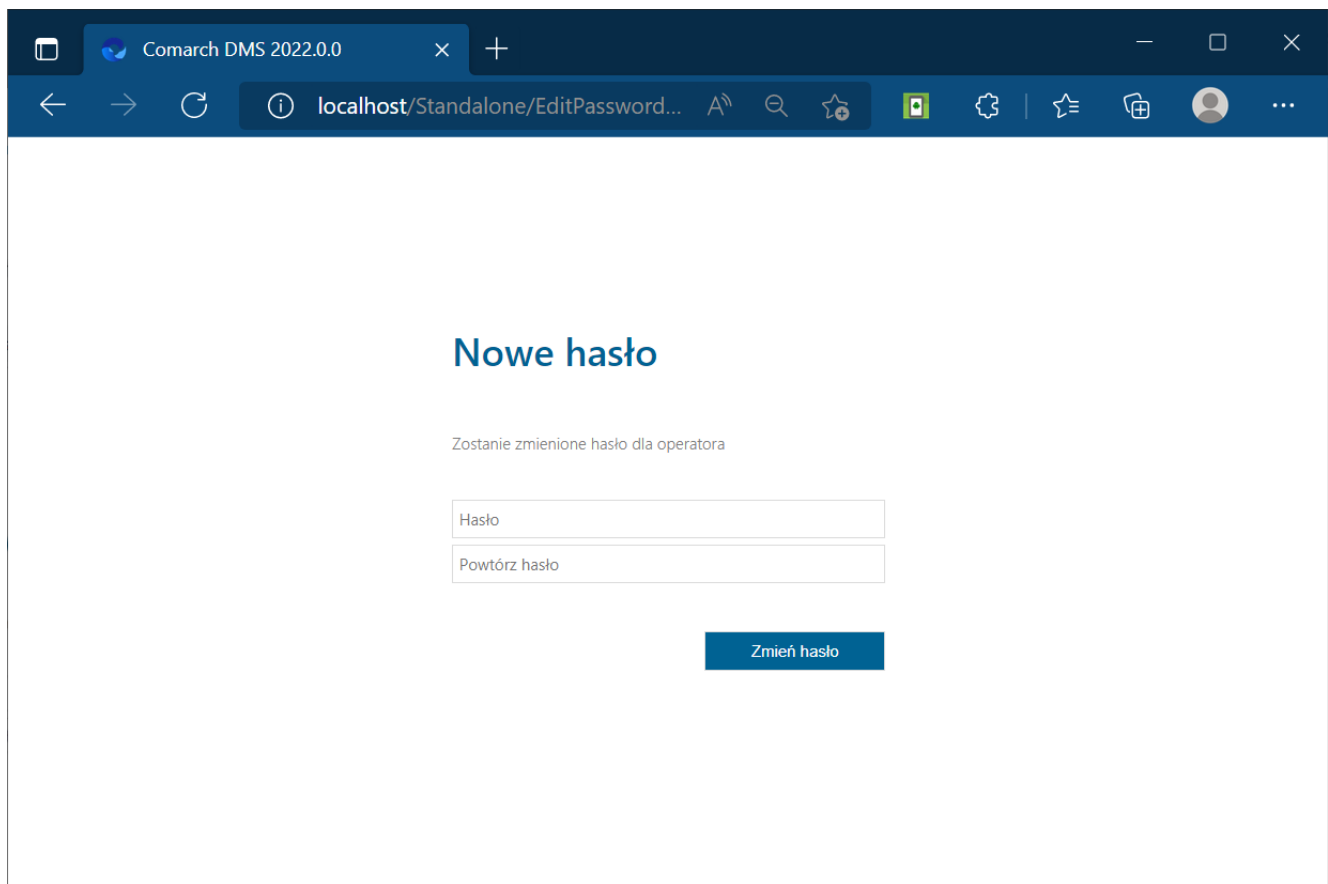 Comarch DMS 2022.0.0
localhost/Standalone/EditPassword...
Nowe hasło
Zostanie zmienione hasło dla operatora
Hasło
Powtórz hasło
Zmień hasło